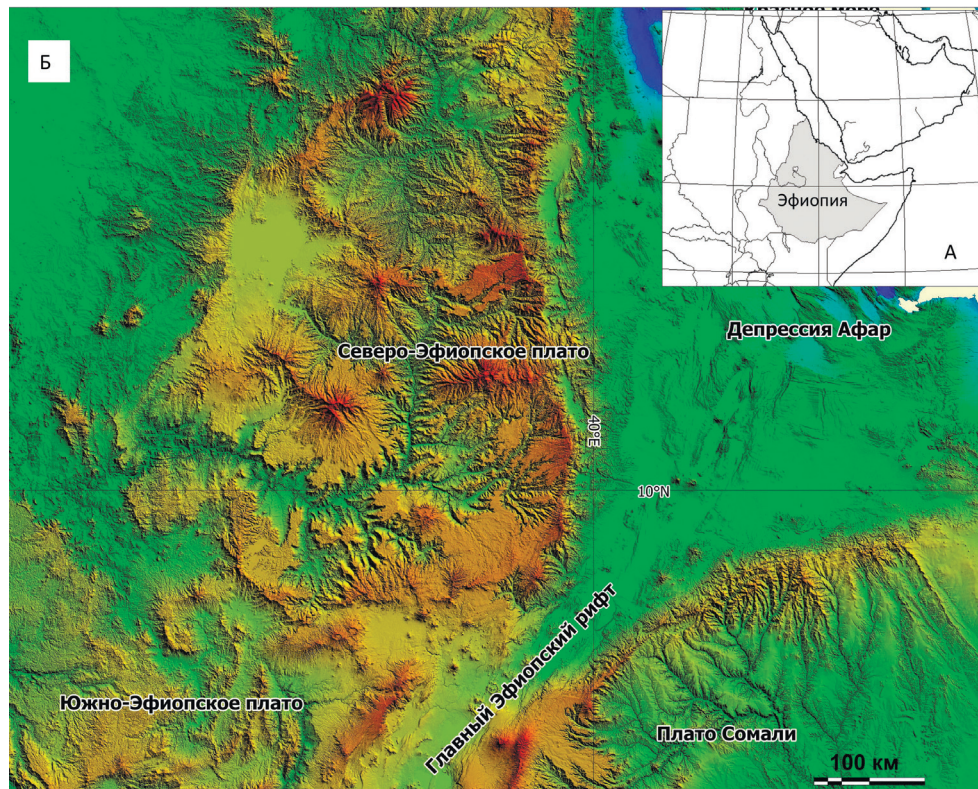 Б
Эфиопия
А
Депрессия Афар
Северо-Эфиопское плато
40°E
10°N
Главный Эфиопский рифт
Южно-Эфиопское плато
Плато Сомали
100 км